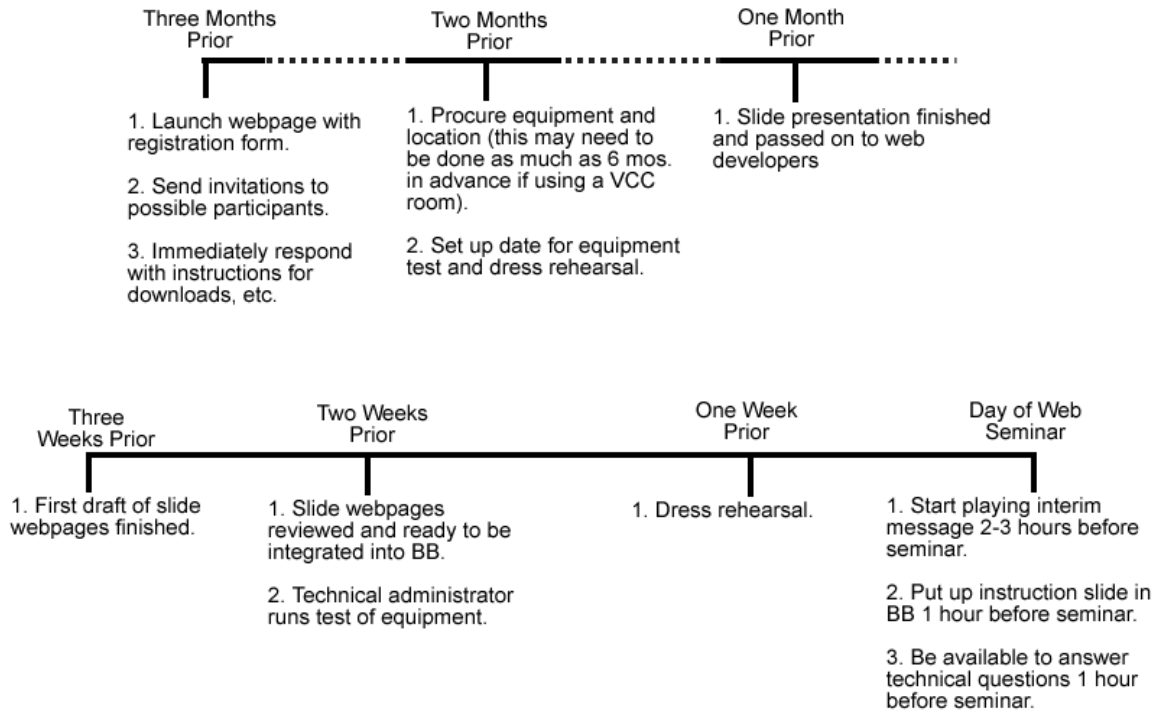 Three Months
Prior
Two Months
Prior
One Month
Prior
1. Launch webpage with
registration form.
2. Send invitations to
possible participants.
3. Immediately respond
with instructions for
downloads, etc.
1. Procure equipment and
location (this may need to
be done as much as 6 mos.
in advance if using a VCC
room).
2. Set up date for equipment
test and dress rehearsal.
1. Slide presentation finished
and passed on to web
developers
Three
Weeks Prior
Two Weeks
Prior
One Week
Prior
Day of Web
Seminar
1. First draft of slide
webpages finished.
1. Slide webpages
reviewed and ready to be
integrated into BB.
2. Technical administrator
runs test of equipment.
1. Dress rehearsal.
1. Start playing interim
message 2-3 hours before
seminar.
2. Put up instruction slide in
BB 1 hour before seminar.
3. Be available to answer
technical questions 1 hour
before seminar.